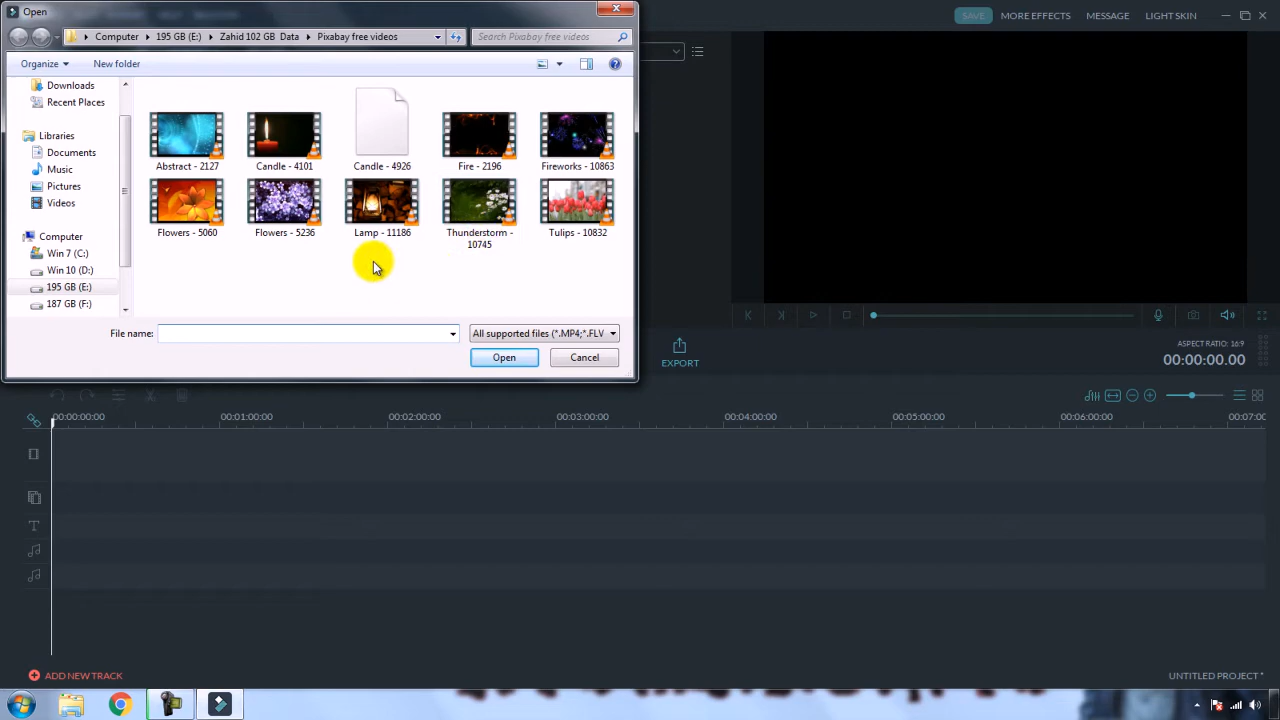 Open
SAVE MORE EFFECTS MESSAGE LIGHT SKIN
Computer 195 GB (E:) Zahid 102 GB Data Pixabay free videos
Search Pixabay free videos
Organize New folder
Downloads
Recent Places
Libraries
Documents
Music
Pictures
Videos
Computer
Win 7 (C:)
Win 10 (D:)
195 GB (E:)
187 GB (F:)
Abstract - 2127 Candle - 4101 Candle - 4926 Fire - 2196 Fireworks - 10863
Flowers - 5060 Flowers - 5236 Lamp - 11186 Thunderstorm - 10745 Tulips - 10832
File name: All supported files (*.MP4;*.FLV
Open Cancel
EXPORT
ASPECT RATIO: 16:9
00:00:00.00
00:00:00:00 00:01:00:00 00:02:00:00 00:03:00:00 00:04:00:00 00:05:00:00 00:06:00:00 00:07:0
ADD NEW TRACK
UNTITLED PROJECT *